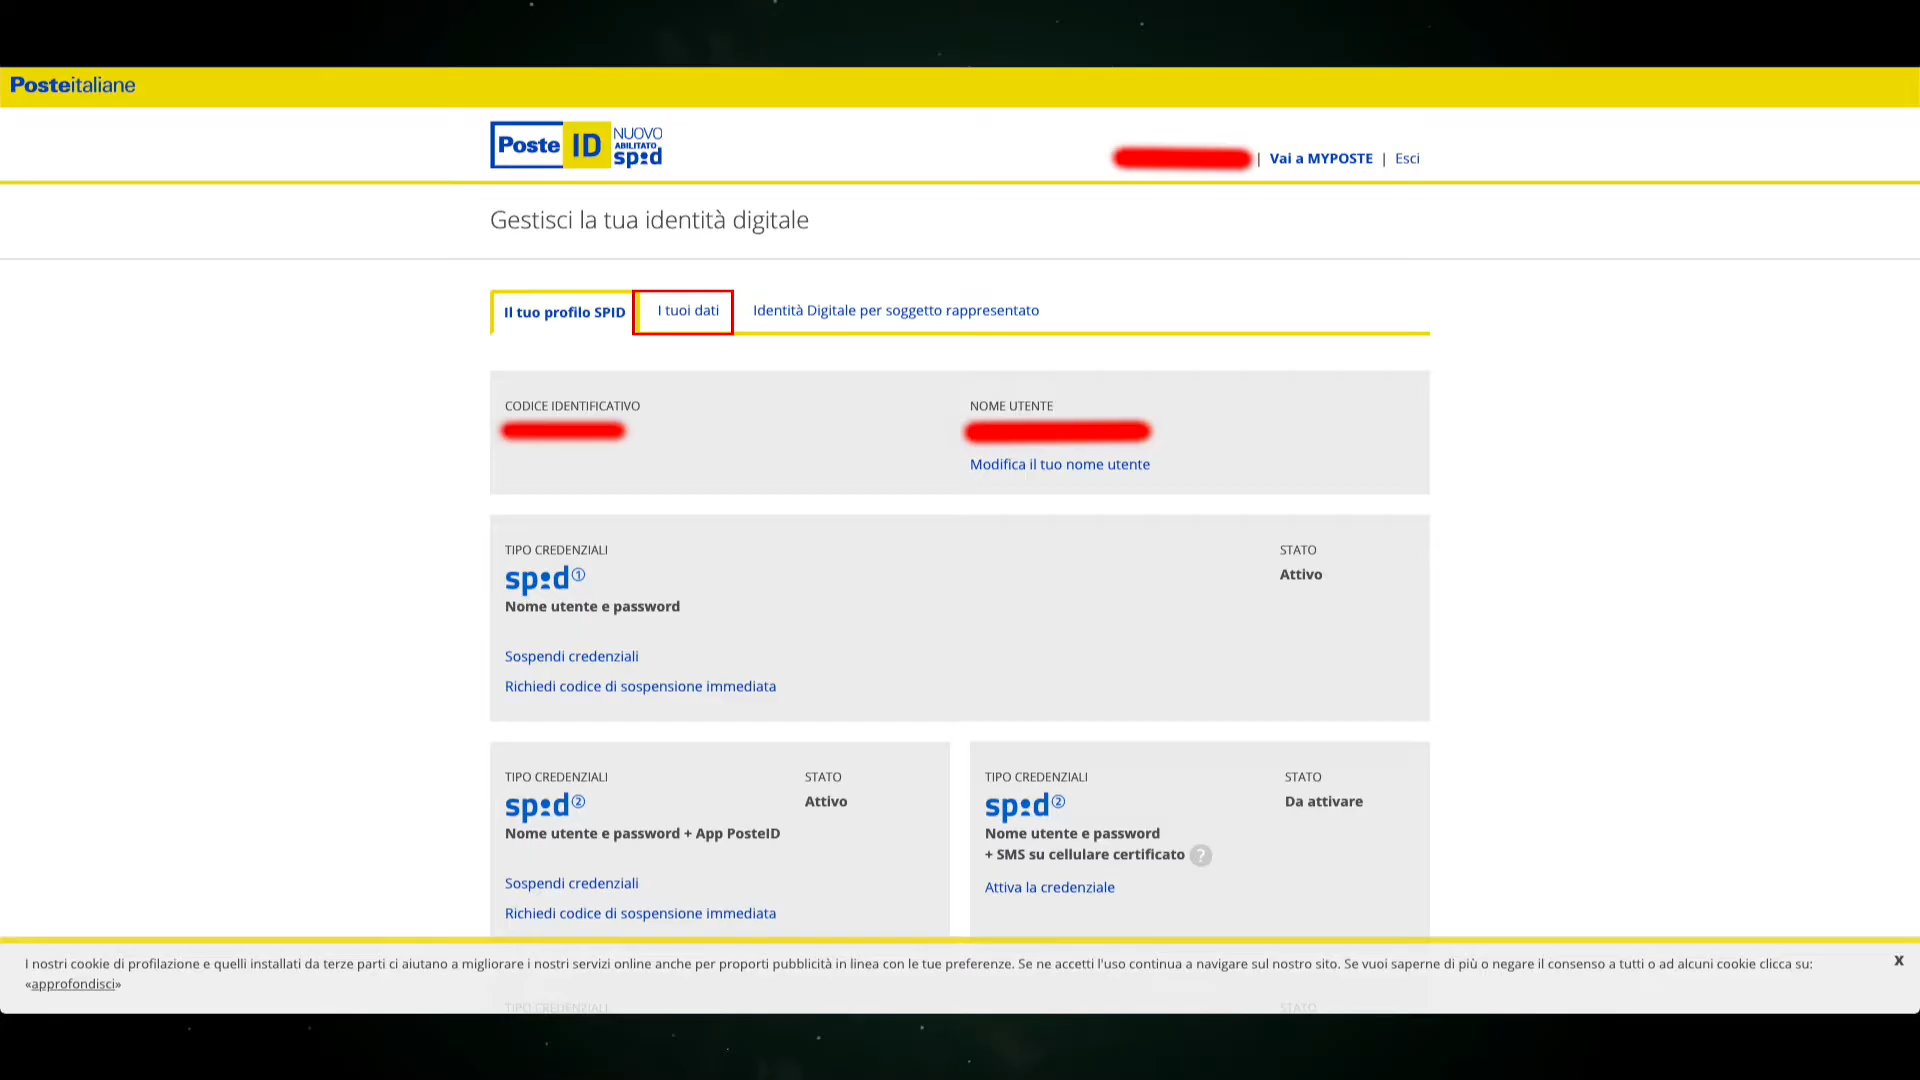 Posteitaliane
Poste ID NUOVO
ABILITATO
spid
| Vai a MYPOSTE | Esci
Gestisci la tua identità digitale
Il tuo profilo SPID I tuoi dati Identità Digitale per soggetto rappresentato
CODICE IDENTIFICATIVO NOME UTENTE
Modifica il tuo nome utente
TIPO CREDENZIALI STATO
spid 1 Attivo
Nome utente e password
Sospendi credenziali
Richiedi codice di sospensione immediata
TIPO CREDENZIALI STATO
spid 2 Attivo
Nome utente e password + App PosteID
Sospendi credenziali
Richiedi codice di sospensione immediata
TIPO CREDENZIALI STATO
spid 2 Da attivare
Nome utente e password
+ SMS su cellulare certificato ?
Attiva la credenziale
I nostri cookie di profilazione e quelli installati da terze parti ci aiutano a migliorare i nostri servizi online anche per proporti pubblicità in linea con le tue preferenze. Se ne accetti l'uso continua a navigare sul nostro sito. Se vuoi saperne di più o negare il consenso a tutti o ad alcuni cookie clicca su: x
«approfondisci»
TIPO CREDENZIALI STATO